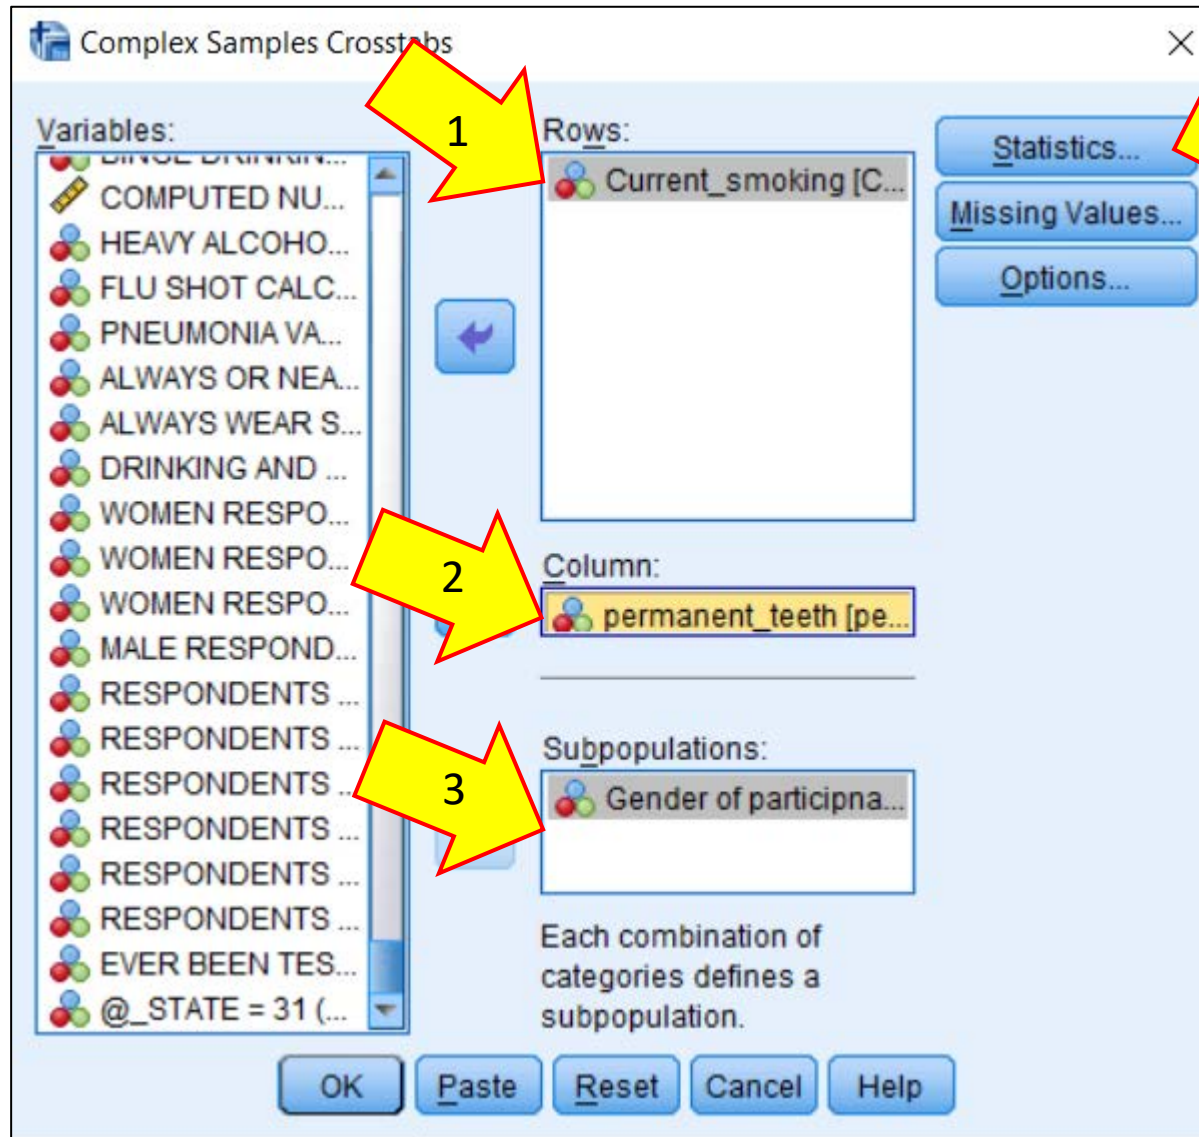 Complex Samples Crosstabs
1
Variables:
Rows:
BINGE DRINKIN...
COMPUTED NU...
HEAVY ALCOHO...
FLU SHOT CALC...
PNEUMONIA VA...
ALWAYS OR NEA...
ALWAYS WEAR S...
DRINKING AND ...
WOMEN RESPO...
WOMEN RESPO...
WOMEN RESPO...
MALE RESPOND...
RESPONDENTS ...
RESPONDENTS ...
RESPONDENTS ...
RESPONDENTS ...
RESPONDENTS ...
RESPONDENTS ...
EVER BEEN TES...
@_STATE = 31 (...
Current_smoking [C...
2
Column:
permanent_teeth [pe...
3
Subpopulations:
Gender of participna...
Each combination of
categories defines a
subpopulation.
Statistics...
Missing Values...
Options...
OK
Paste
Reset
Cancel
Help